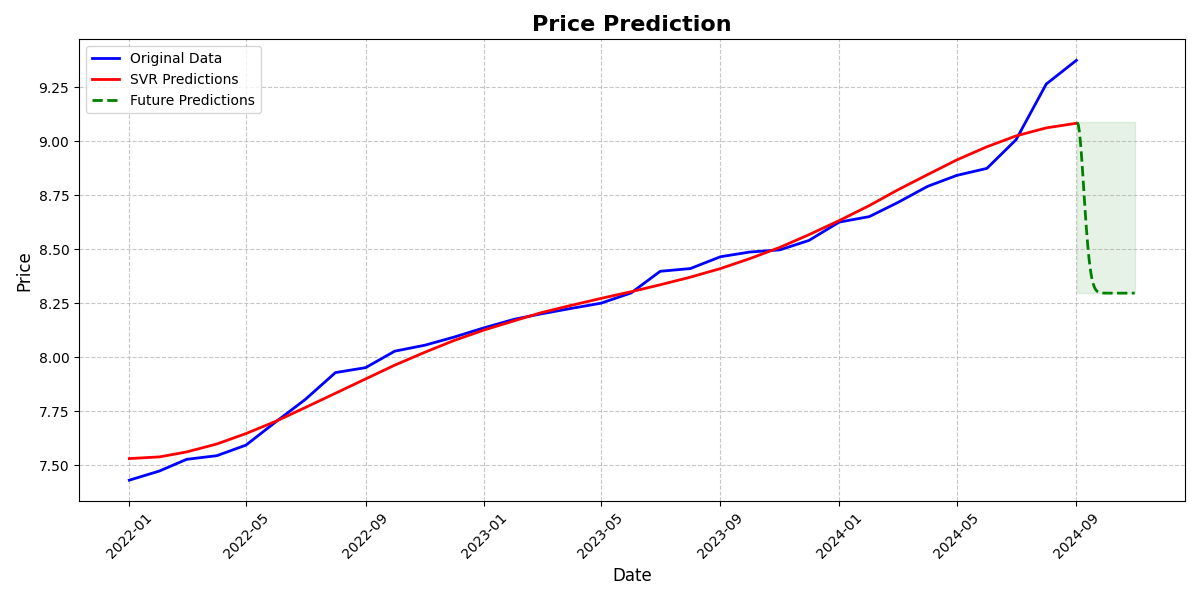 Price Prediction
Original Data
SVR Predictions
Future Predictions
Price
9.25
9.00
8.75
8.50
8.25
8.00
7.75
7.50
2022-01
2022-05
2022-09
2023-01
2023-05
2023-09
2024-01
2024-05
2024-09
Date